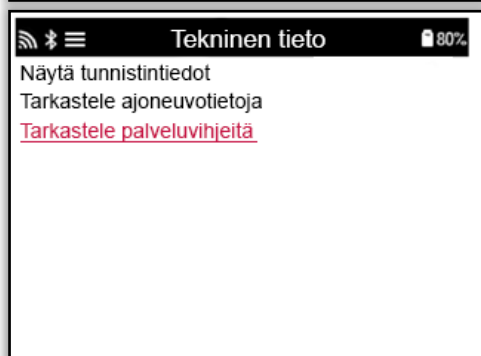 Tekninen tieto 80%
Näytä tunnistintiedot
Tarkastele ajoneuvotietoja
Tarkastele palveluvihjeitä